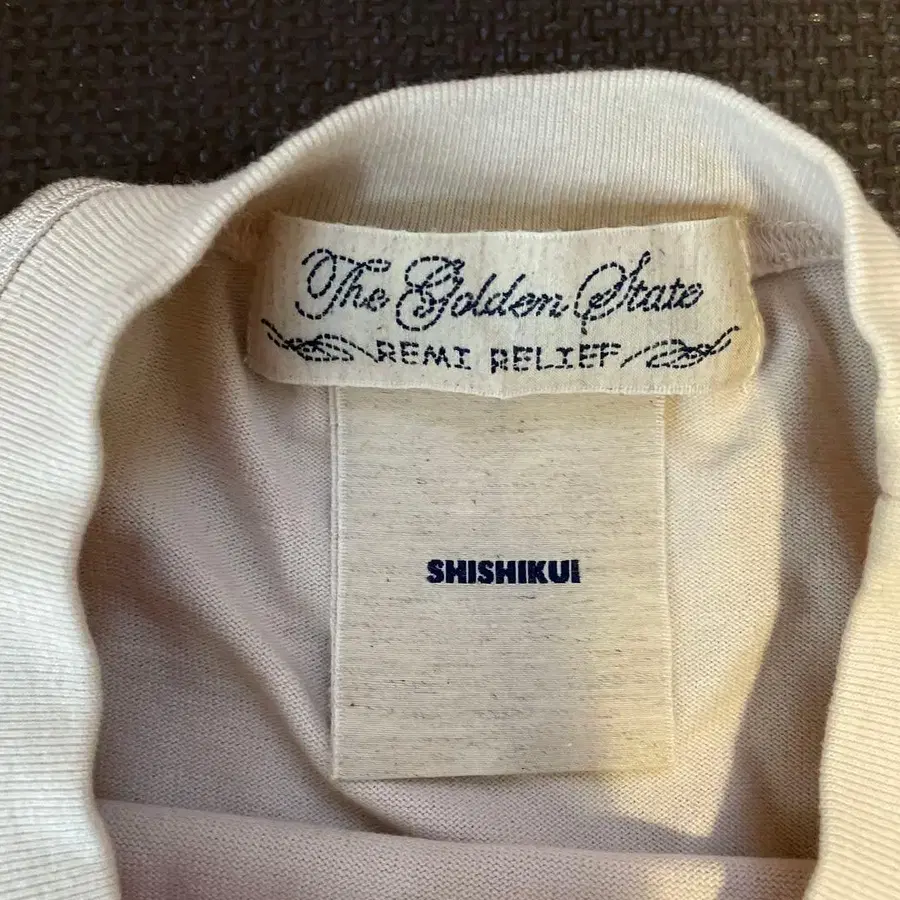 The Golden State
REMI RELIEF
SHISHIKUI